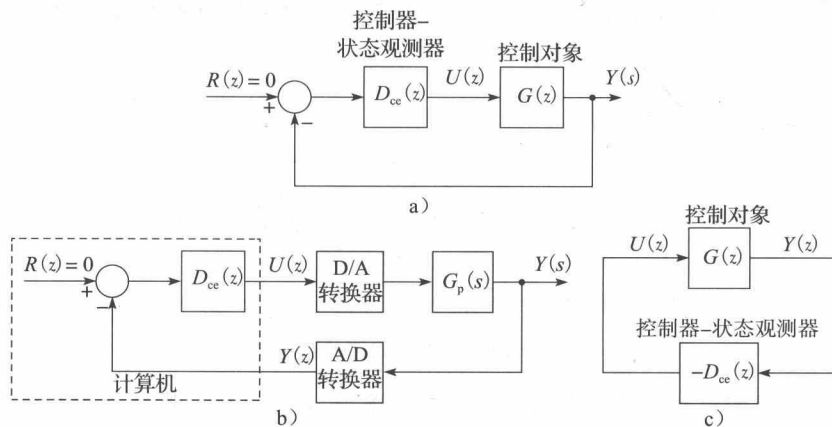 控制器-
状态观测器
控制对象
R(z)=0
+
−
D_ce(z)
U(z)
G(z)
Y(s)
a）
R(z)=0
+
−
D_ce(z)
U(z)
D/A
转换器
G_p(s)
Y(s)
Y(z)
A/D
转换器
计算机
b）
控制对象
U(z)
G(z)
Y(z)
控制器-状态观测器
−D_ce(z)
c）